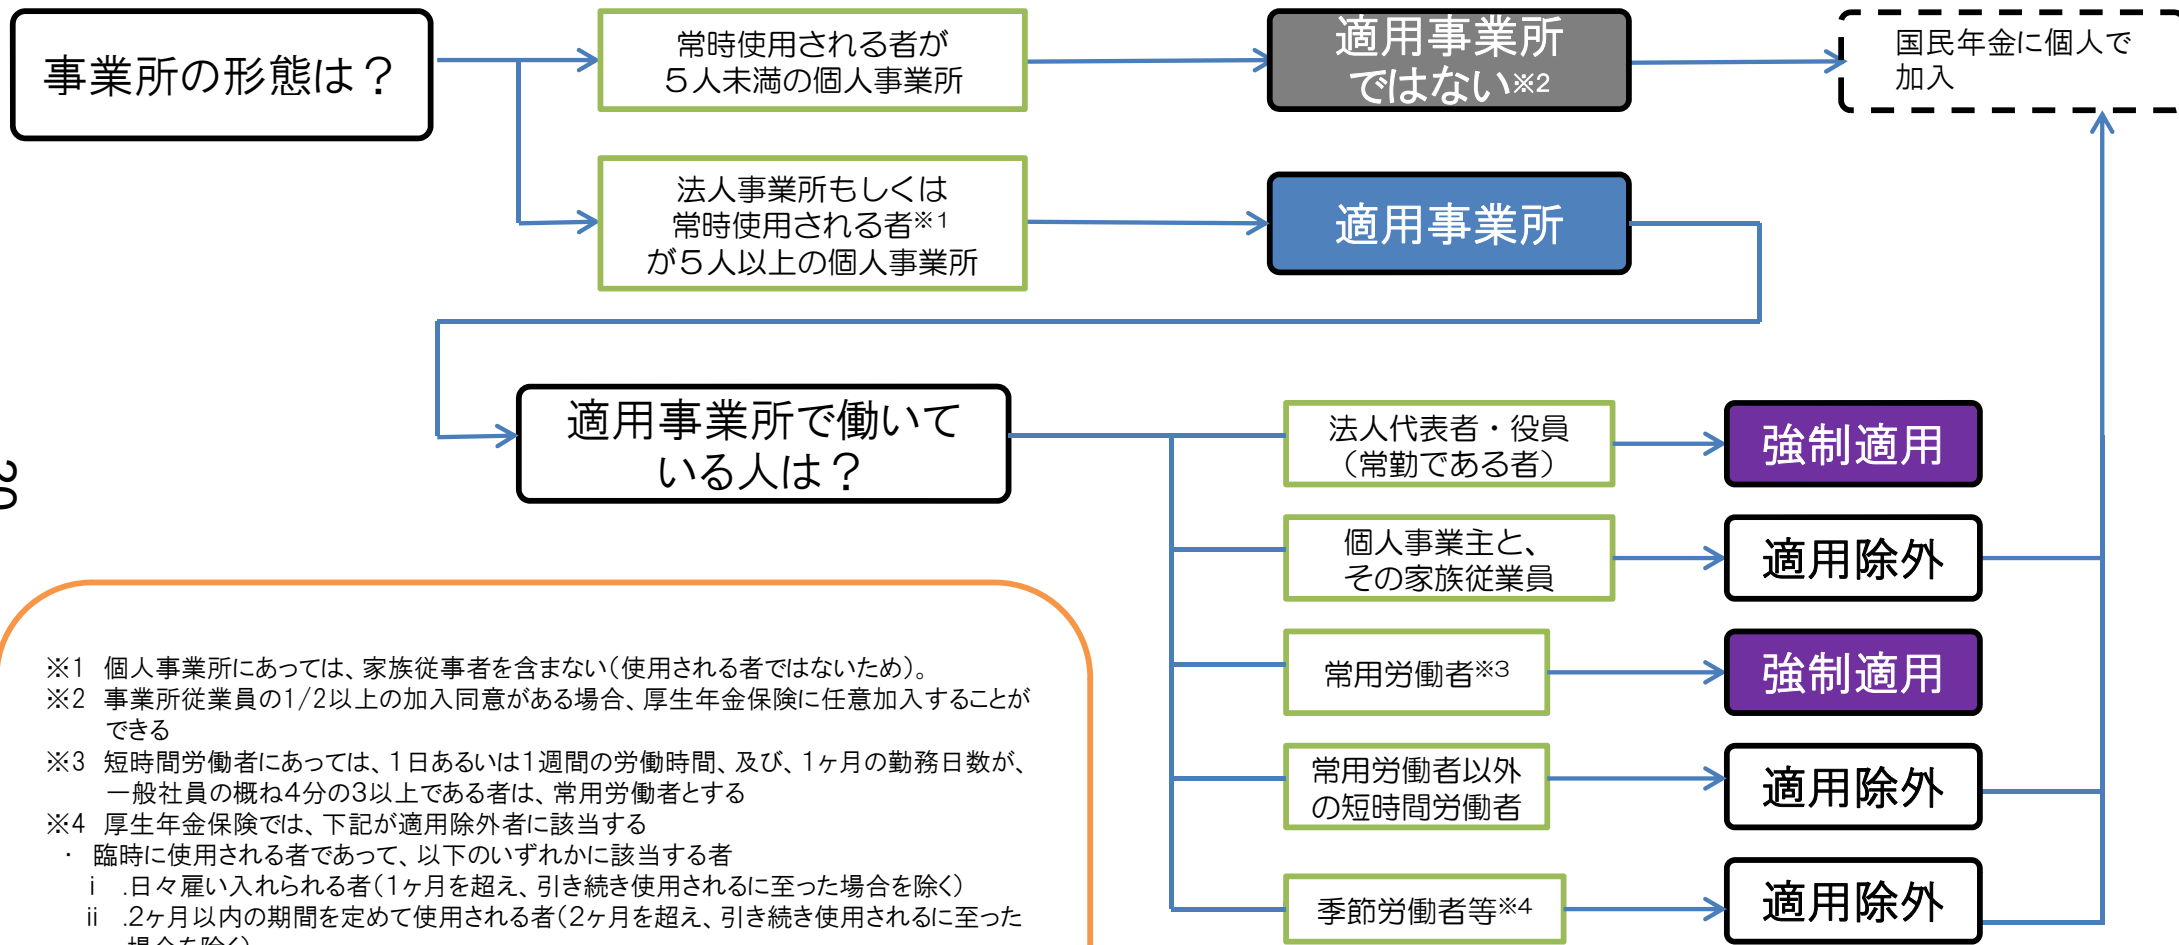 事業所の形態は？
常時使用される者が
５人未満の個人事業所
適用事業所
ではない※2
国民年金に個人で
加入
法人事業所もしくは
常時使用される者※1
が５人以上の個人事業所
適用事業所
適用事業所で働いて
いる人は？
法人代表者・役員
（常勤である者）
強制適用
個人事業主と、
その家族従業員
適用除外
常用労働者※3
強制適用
常用労働者以外
の短時間労働者
適用除外
季節労働者等※4
適用除外
※1　個人事業所にあっては、家族従事者を含まない（使用される者ではないため）。
※2　事業所従業員の1/2以上の加入同意がある場合、厚生年金保険に任意加入することが
できる
※3　短時間労働者にあっては、1日あるいは1週間の労働時間、及び、1ヶ月の勤務日数が、
一般社員の概ね4分の3以上である者は、常用労働者とする
※4　厚生年金保険では、下記が適用除外者に該当する
・　臨時に使用される者であって、以下のいずれかに該当する者
ⅰ .日々雇い入れられる者（1ヶ月を超え、引き続き使用されるに至った場合を除く）
ⅱ .2ヶ月以内の期間を定めて使用される者（2ヶ月を超え、引き続き使用されるに至った
場合を除く）